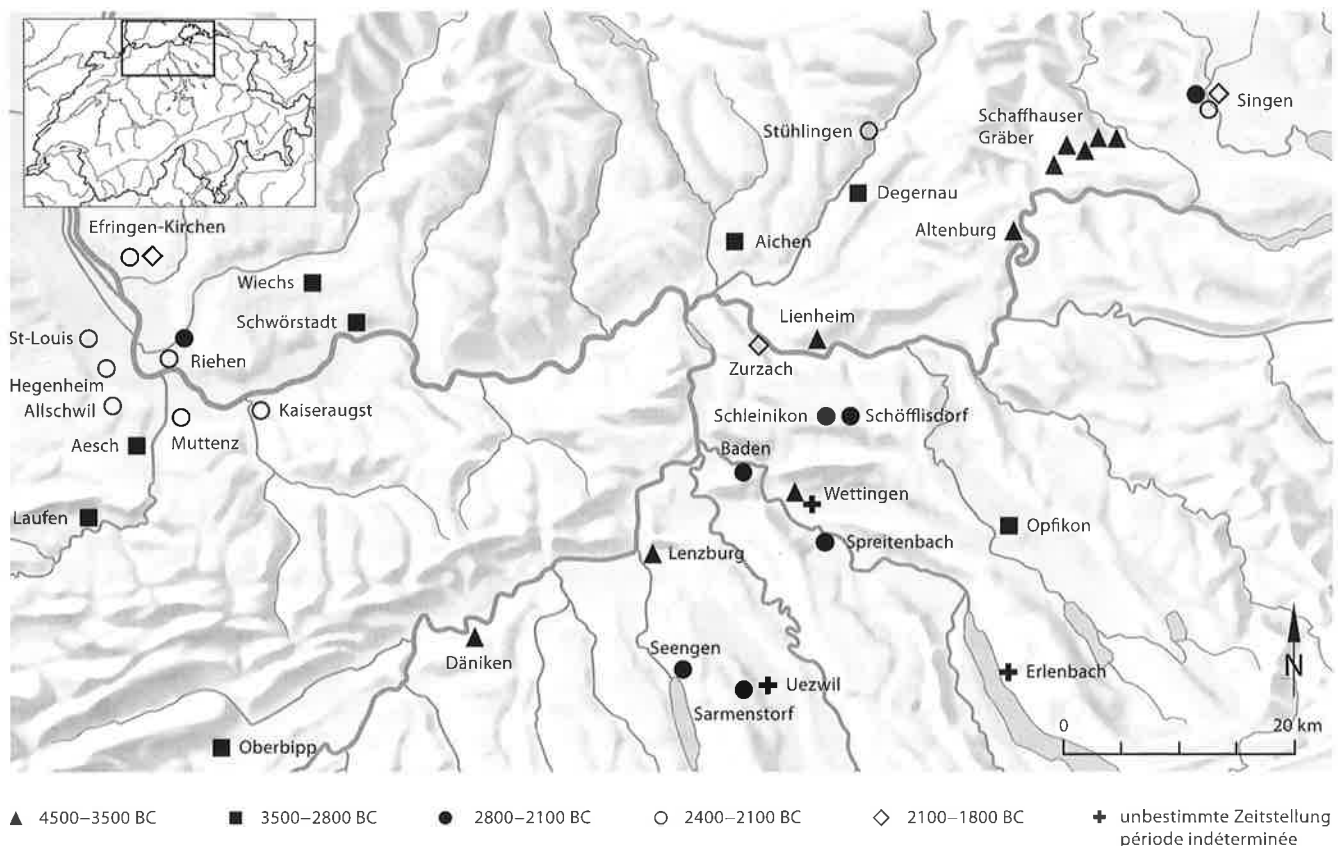 Schaffhauser
Gräber
Singen
Stühlingen
Degernau
Efringen-Kirchen
Altenburg
Aichen
Wiechs
Schwörstadt
Lienheim
St-Louis
Riehen
Zurzach
Hegenheim
Allschwil
Kaiseraugst
Schleinikon
Schöfflisdorf
Muttenz
Aesch
Baden
Wettingen
Laufen
Opfikon
Spreitenbach
Lenzburg
Däniken
Seengen
Uezwil
Erlenbach
N
Sarmenstorf
0
20 km
Oberbipp
4500–3500 BC
3500–2800 BC
2800–2100 BC
2400–2100 BC
2100–1800 BC
unbestimmte Zeitstellung
période indéterminée